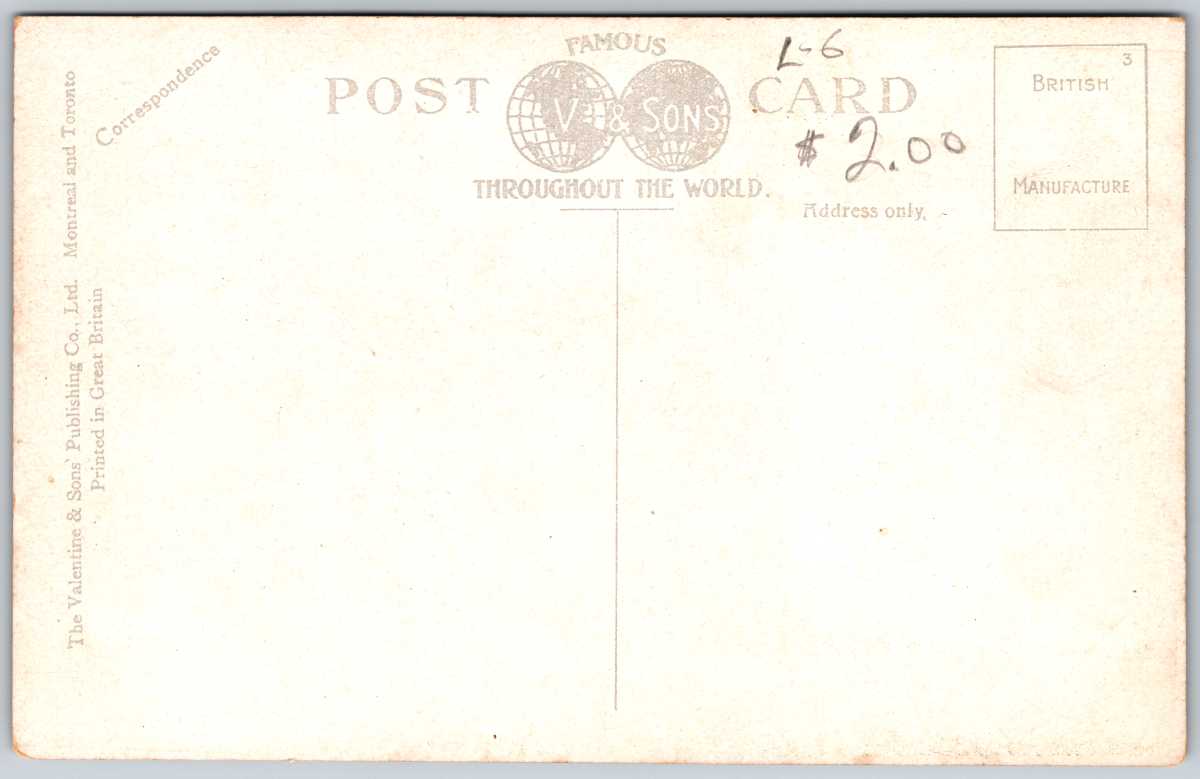 Correspondence
FAMOUS
POST CARD
V & SONS
THROUGHOUT THE WORLD.
Address only.
L-6
$ 2.00
3
BRITISH
MANUFACTURE
The Valentine & Sons' Publishing Co., Ltd. Montreal and Toronto
Printed in Great Britain